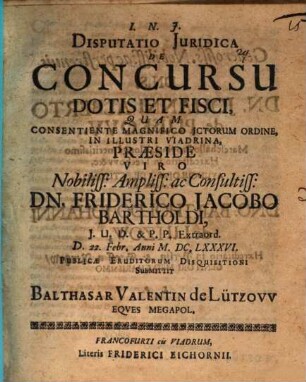 I. N. J.
DISPUTATIO JURIDICA
DE
CONCURSU
DOTIS ET FISCI,
QUAM
CONSENTIENTE MAGNIFICO JCTORUM ORDINE,
IN ILLUSTRI VIADRINA,
PRÆSIDE
VIRO
Nobiliss: Ampliss: ac Consultiss:
DN. FRIDERICO JACOBO
BARTHOLDI,
J. U. D. & P. P. Extraord.
D. 22. Febr. Anni M. DC. LXXXVI.
PUBLICÆ ERUDITORUM DISQUISITIONI
SUBMITTIT
BALTHASAR VALENTIN de LÜTZOVV
EQVES MEGAPOL.
FRANCOFURTI cis VIADRUM,
Literis FRIDERICI EICHORNII.